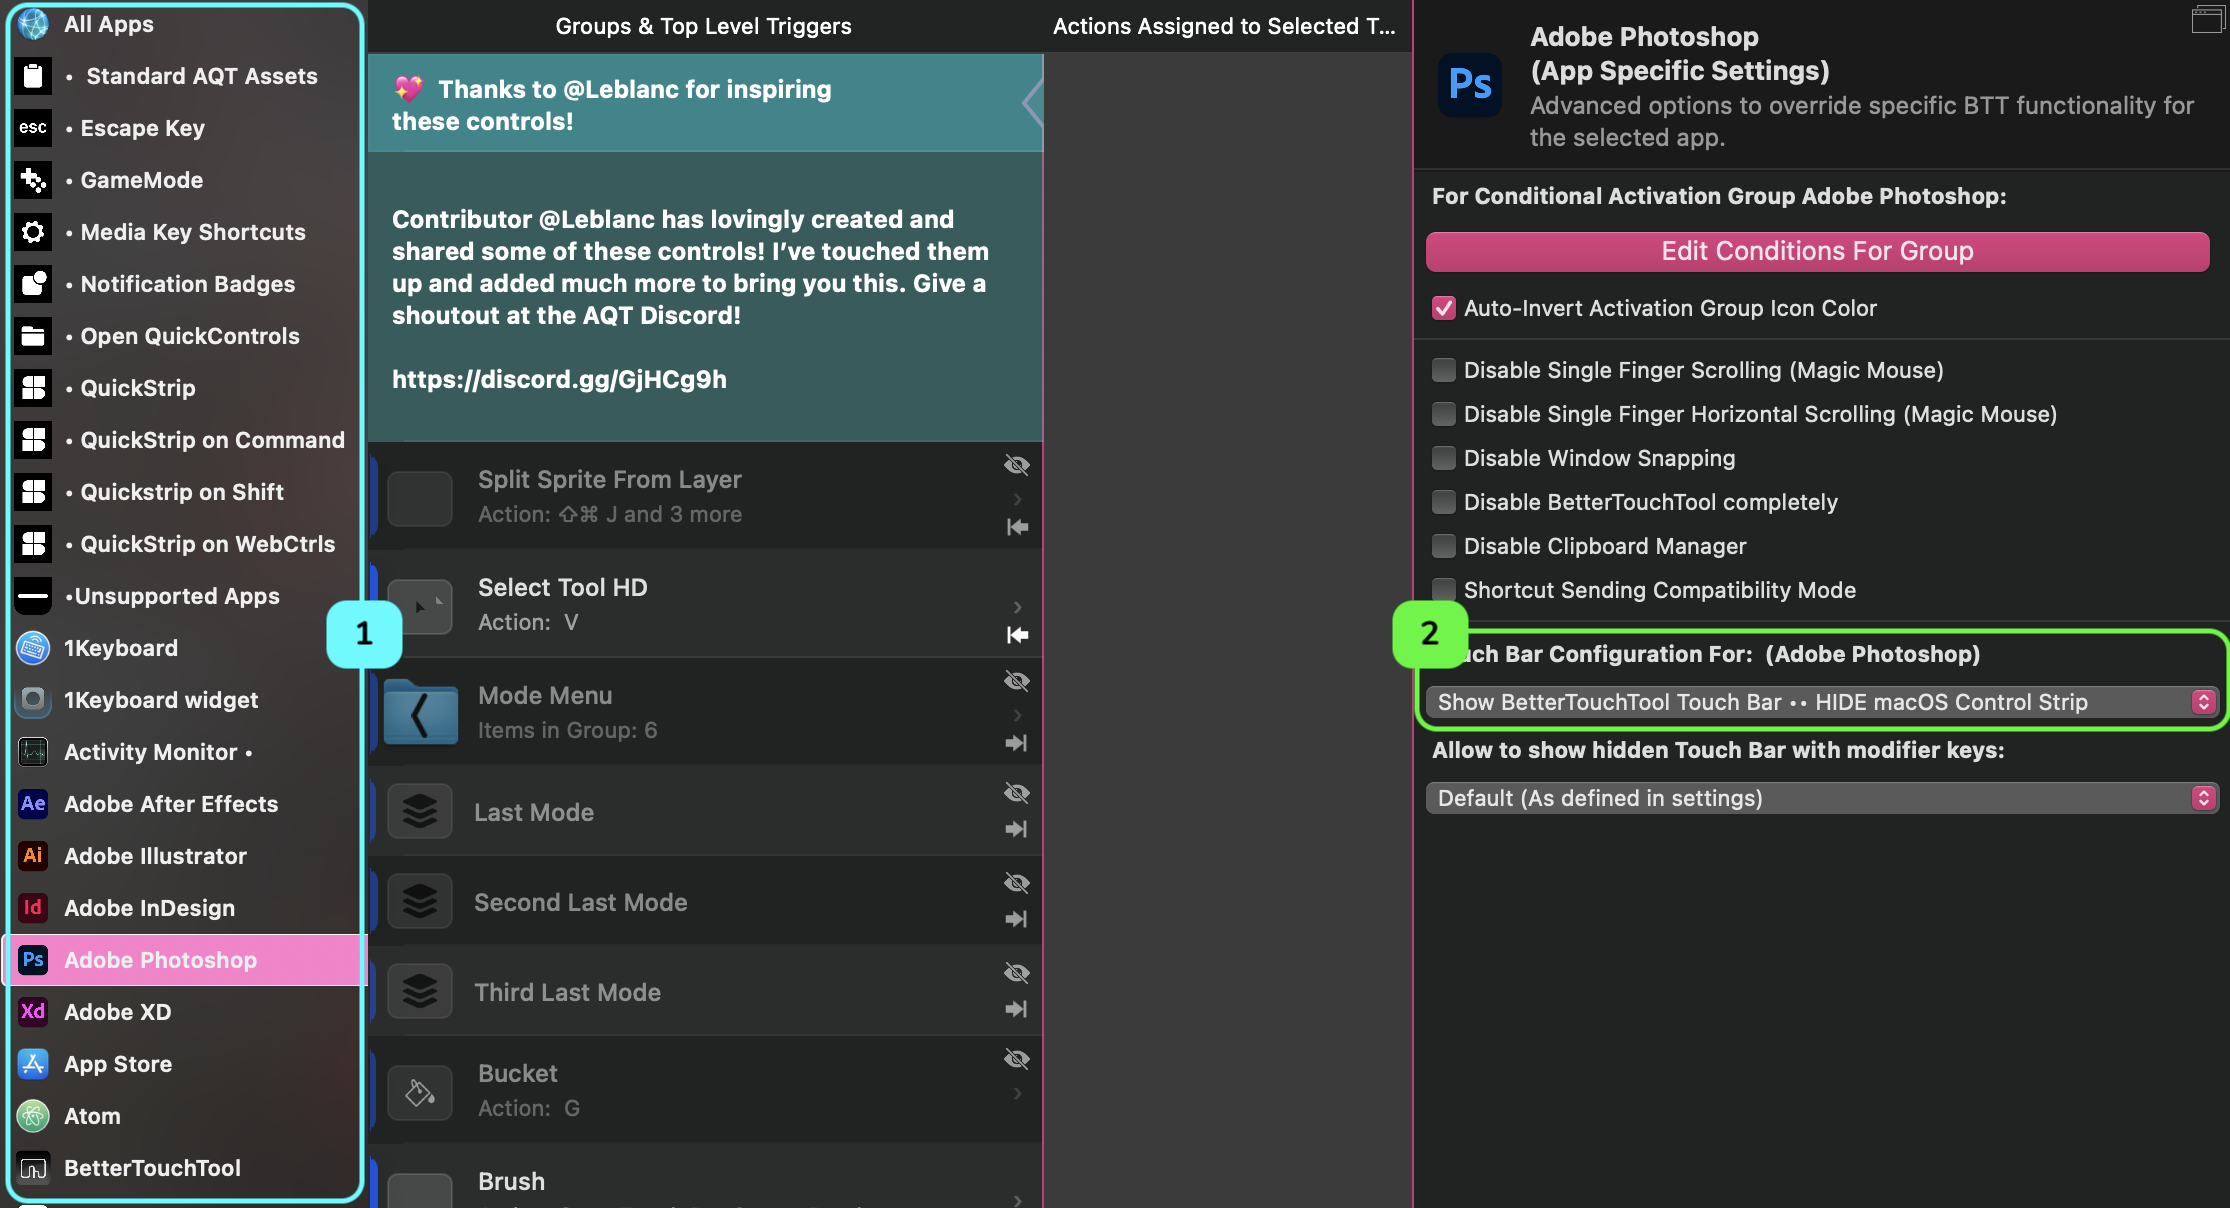 All Apps
• Standard AQT Assets
esc • Escape Key
• GameMode
• Media Key Shortcuts
• Notification Badges
• Open QuickControls
• QuickStrip
• QuickStrip on Command
• Quickstrip on Shift
• QuickStrip on WebCtrls
•Unsupported Apps
1Keyboard
1Keyboard widget
Activity Monitor •
Ae Adobe After Effects
Ai Adobe Illustrator
Id Adobe InDesign
Ps Adobe Photoshop
Xd Adobe XD
App Store
Atom
BetterTouchTool
1
Groups & Top Level Triggers
💖 Thanks to @Leblanc for inspiring
these controls!
Contributor @Leblanc has lovingly created and
shared some of these controls! I’ve touched them
up and added much more to bring you this. Give a
shoutout at the AQT Discord!
https://discord.gg/GjHCg9h
Split Sprite From Layer
Action: ⇧⌘ J and 3 more
Select Tool HD
Action: V
Mode Menu
Items in Group: 6
Last Mode
Second Last Mode
Third Last Mode
Bucket
Action: G
Brush
Actions Assigned to Selected T...
Ps
Adobe Photoshop
(App Specific Settings)
Advanced options to override specific BTT functionality for
the selected app.
For Conditional Activation Group Adobe Photoshop:
Edit Conditions For Group
Auto-Invert Activation Group Icon Color
Disable Single Finger Scrolling (Magic Mouse)
Disable Single Finger Horizontal Scrolling (Magic Mouse)
Disable Window Snapping
Disable BetterTouchTool completely
Disable Clipboard Manager
Shortcut Sending Compatibility Mode
2
uch Bar Configuration For: (Adobe Photoshop)
Show BetterTouchTool Touch Bar •• HIDE macOS Control Strip
Allow to show hidden Touch Bar with modifier keys:
Default (As defined in settings)